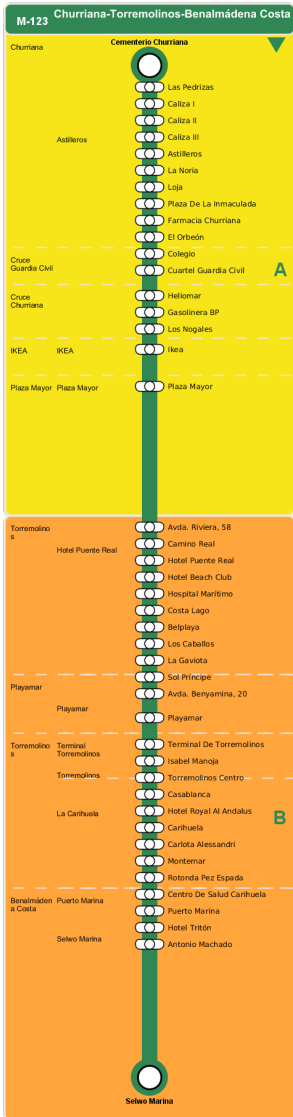 M-123
Churriana-Torremolinos-Benalmádena Costa
Churriana
Cementerio Churriana
Las Pedrizas
Caliza I
Caliza II
Astilleros
Caliza III
Astilleros
La Noria
Loja
Plaza De La Inmaculada
Farmacia Churriana
El Orbeón
Cruce
Guardia Civil
Colegio
Cuartel Guardia Civil
A
Cruce
Churriana
Heliomar
Gasolinera BP
Los Nogales
IKEA
IKEA
Ikea
Plaza Mayor
Plaza Mayor
Plaza Mayor
Torremolino
s
Avda. Riviera, 58
Camino Real
Hotel Puente Real
Hotel Puente Real
Hotel Beach Club
Hospital Marítimo
Costa Lago
Belplaya
Los Caballos
La Gaviota
Sol Príncipe
Playamar
Avda. Benyamina, 20
Playamar
Playamar
Torremolino
s
Terminal
Torremolinos
Terminal De Torremolinos
Isabel Manoja
Torremolinos
Torremolinos Centro
Casablanca
La Carihuela
Hotel Royal Al Andalus
B
Carihuela
Carlota Alessandri
Montemar
Rotonda Pez Espada
Benalmáden
a Costa
Puerto Marina
Centro De Salud Carihuela
Puerto Marina
Hotel Tritón
Selwo Marina
Antonio Machado
Selwo Marina